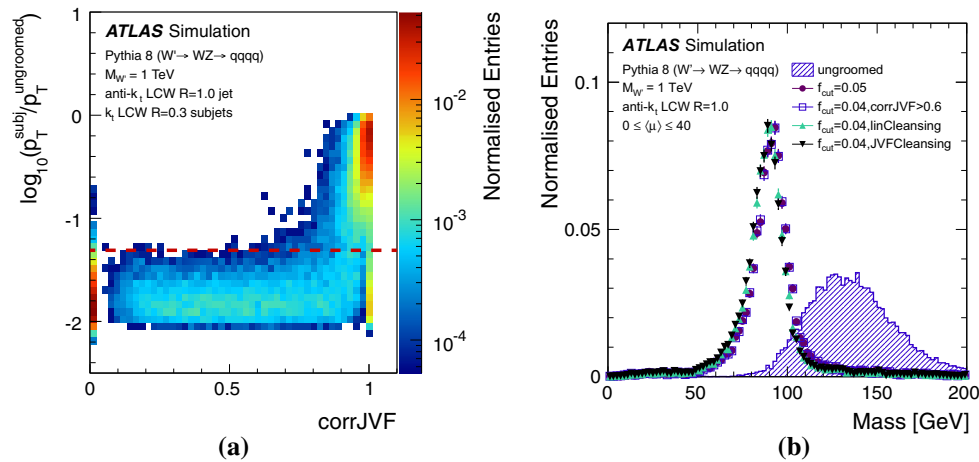 ATLAS Simulation
Pythia 8 (W'→ WZ→ qqqq)
M_W' = 1 TeV
anti-k_t LCW R=1.0 jet
k_t LCW R=0.3 subjets
log_10(p_T^subj/p_T^ungroomed)
0
-1
-2
0
0.5
1
corrJVF
10^-2
10^-3
10^-4
Normalised Entries
(a)
ATLAS Simulation
Pythia 8 (W'→ WZ→ qqqq)
M_W' = 1 TeV
anti-k_t LCW R=1.0
0 ≤ ⟨μ⟩ ≤ 40
ungroomed
f_cut=0.05
f_cut=0.04,corrJVF>0.6
f_cut=0.04,linCleansing
f_cut=0.04,JVFCleansing
Normalised Entries
0.1
0.05
0
0
50
100
150
200
Mass [GeV]
(b)